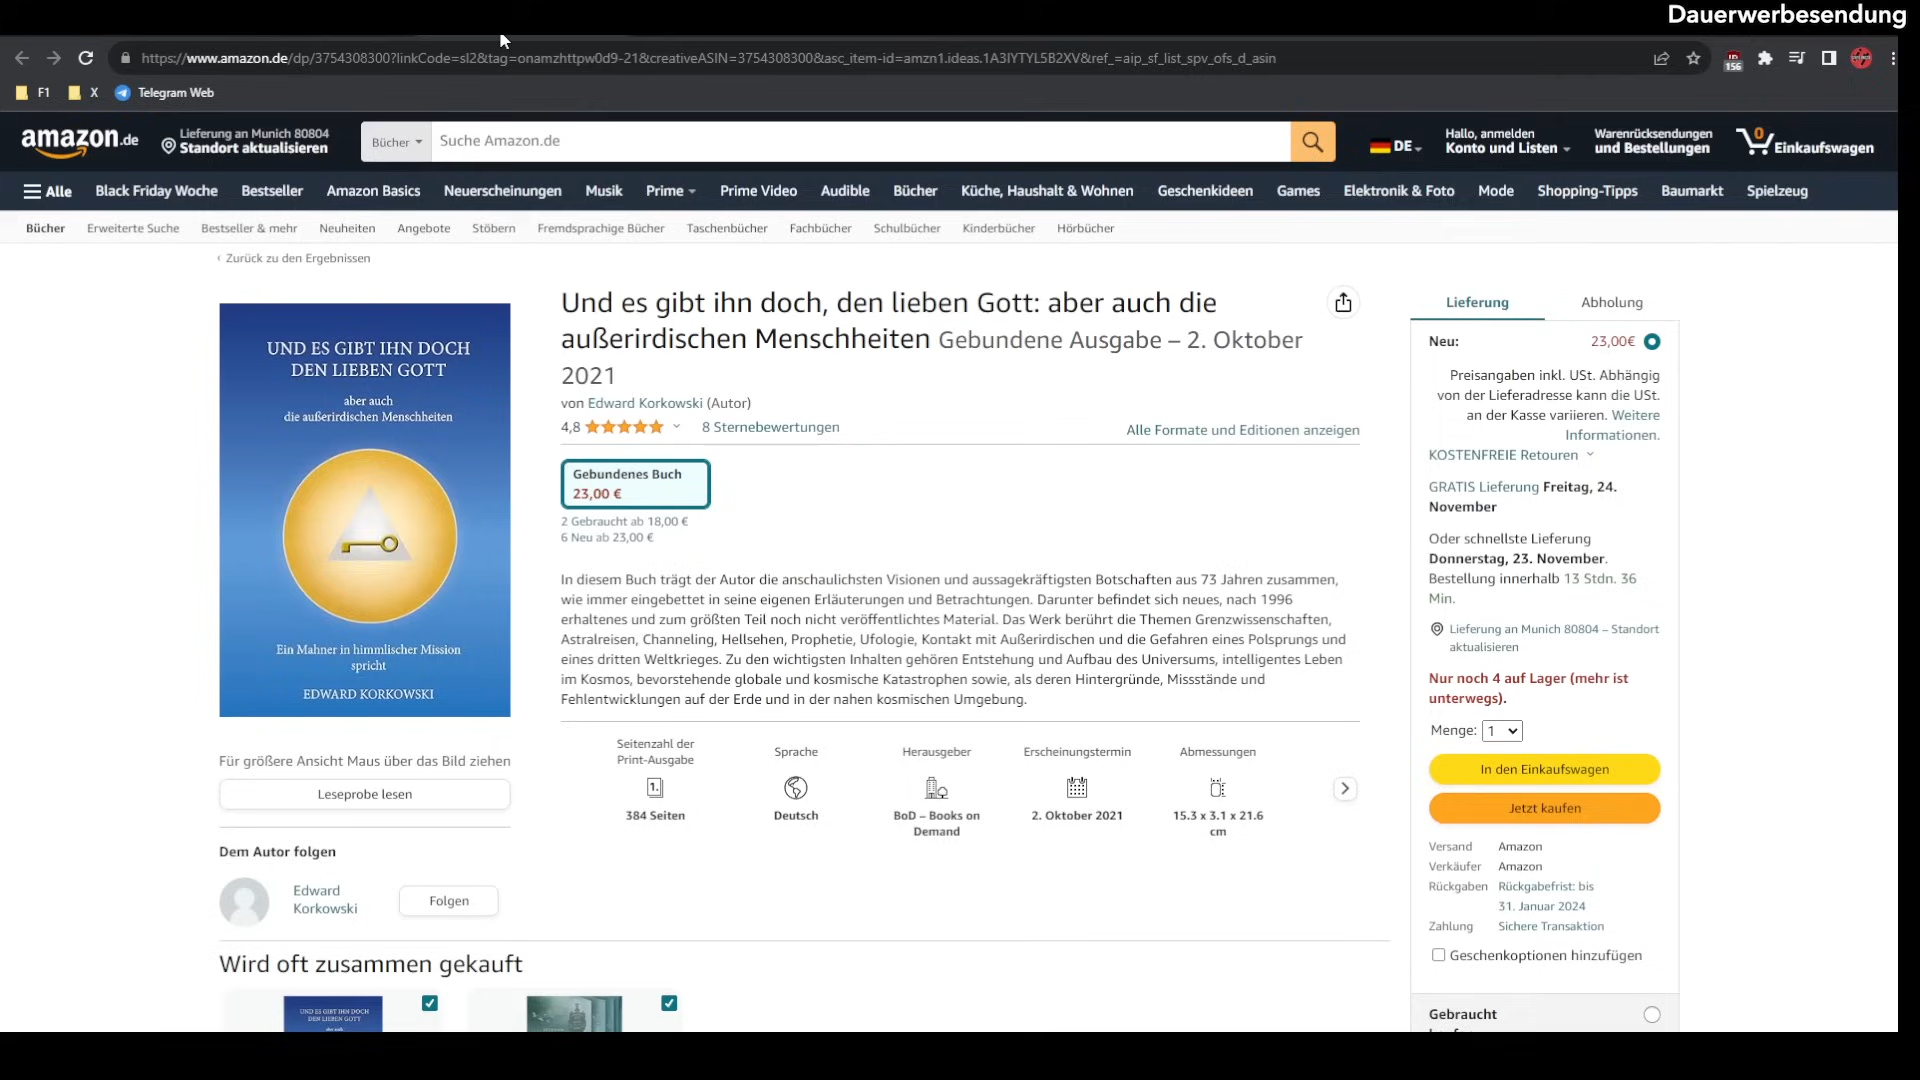 Dauerwerbesendung
https://www.amazon.de/dp/3754308300?linkCode=sl2&tag=onamzhttpw0d9-21&creativeASIN=3754308300&asc_item-id=amzn1.ideas.1A3IYTYL5B2XV&ref_=aip_sf_list_spv_ofs_d_asin
156
F1 X Telegram Web
amazon.de
Lieferung an Munich 80804
Standort aktualisieren
Bücher
Suche Amazon.de
DE
Hallo, anmelden
Konto und Listen
Warenrücksendungen
und Bestellungen
0
Einkaufswagen
Alle Black Friday Woche Bestseller Amazon Basics Neuerscheinungen Musik Prime Prime Video Audible Bücher Küche, Haushalt & Wohnen Geschenkideen Games Elektronik & Foto Mode Shopping-Tipps Baumarkt Spielzeug
Bücher Erweiterte Suche Bestseller & mehr Neuheiten Angebote Stöbern Fremdsprachige Bücher Taschenbücher Fachbücher Schulbücher Kinderbücher Hörbücher
‹ Zurück zu den Ergebnissen
UND ES GIBT IHN DOCH
DEN LIEBEN GOTT
aber auch
die außerirdischen Menschheiten
Ein Mahner in himmlischer Mission
spricht
EDWARD KORKOWSKI
Für größere Ansicht Maus über das Bild ziehen
Leseprobe lesen
Dem Autor folgen
Edward
Korkowski
Folgen
Und es gibt ihn doch, den lieben Gott: aber auch die
außerirdischen Menschheiten Gebundene Ausgabe – 2. Oktober
2021
von Edward Korkowski (Autor)
4,8 8 Sternebewertungen
Alle Formate und Editionen anzeigen
Gebundenes Buch
23,00 €
2 Gebraucht ab 18,00 €
6 Neu ab 23,00 €
In diesem Buch trägt der Autor die anschaulichsten Visionen und aussagekräftigsten Botschaften aus 73 Jahren zusammen,
wie immer eingebettet in seine eigenen Erläuterungen und Betrachtungen. Darunter befindet sich neues, nach 1996
erhaltenes und zum größten Teil noch nicht veröffentlichtes Material. Das Werk berührt die Themen Grenzwissenschaften,
Astralreisen, Channeling, Hellsehen, Prophetie, Ufologie, Kontakt mit Außerirdischen und die Gefahren eines Polsprungs und
eines dritten Weltkrieges. Zu den wichtigsten Inhalten gehören Entstehung und Aufbau des Universums, intelligentes Leben
im Kosmos, bevorstehende globale und kosmische Katastrophen sowie, als deren Hintergründe, Missstände und
Fehlentwicklungen auf der Erde und in der nahen kosmischen Umgebung.
Seitenzahl der
Print-Ausgabe
384 Seiten
Sprache
Deutsch
Herausgeber
BoD – Books on
Demand
Erscheinungstermin
2. Oktober 2021
Abmessungen
15.3 x 3.1 x 21.6
cm
Lieferung Abholung
Neu: 23,00€
Preisangaben inkl. USt. Abhängig
von der Lieferadresse kann die USt.
an der Kasse variieren. Weitere
Informationen.
KOSTENFREIE Retouren
GRATIS Lieferung Freitag, 24.
November
Oder schnellste Lieferung
Donnerstag, 23. November.
Bestellung innerhalb 13 Stdn. 36
Min.
Lieferung an Munich 80804 – Standort
aktualisieren
Nur noch 4 auf Lager (mehr ist
unterwegs).
Menge: 1
In den Einkaufswagen
Jetzt kaufen
Versand Amazon
Verkäufer Amazon
Rückgaben Rückgabefrist: bis
31. Januar 2024
Zahlung Sichere Transaktion
Geschenkoptionen hinzufügen
Gebraucht
Wird oft zusammen gekauft
UND ES GIBT IHN DOCH
DEN LIEBEN GOTT